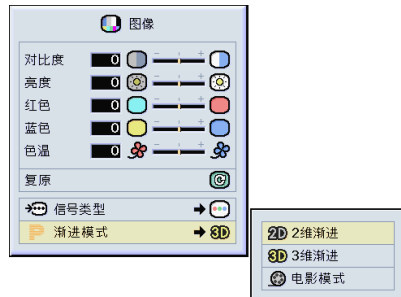 图像
对比度 0
亮度 0
红色 0
蓝色 0
色温 0
复原
信号类型
P 渐进模式 3D
2D 2维渐进
3D 3维渐进
电影模式